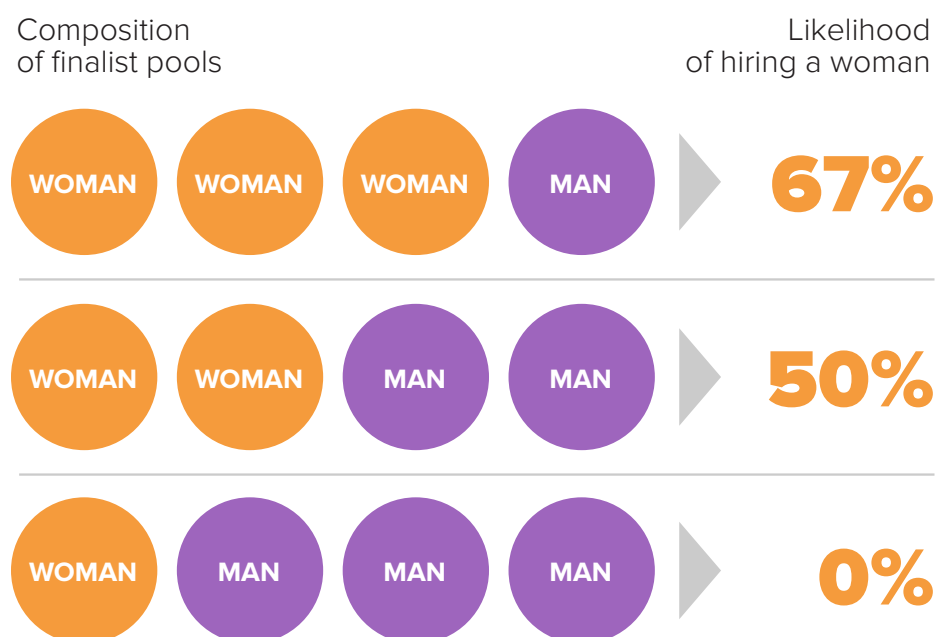 Composition
of finalist pools
Likelihood
of hiring a woman
WOMAN WOMAN WOMAN MAN 67%
WOMAN WOMAN MAN MAN 50%
WOMAN MAN MAN MAN 0%